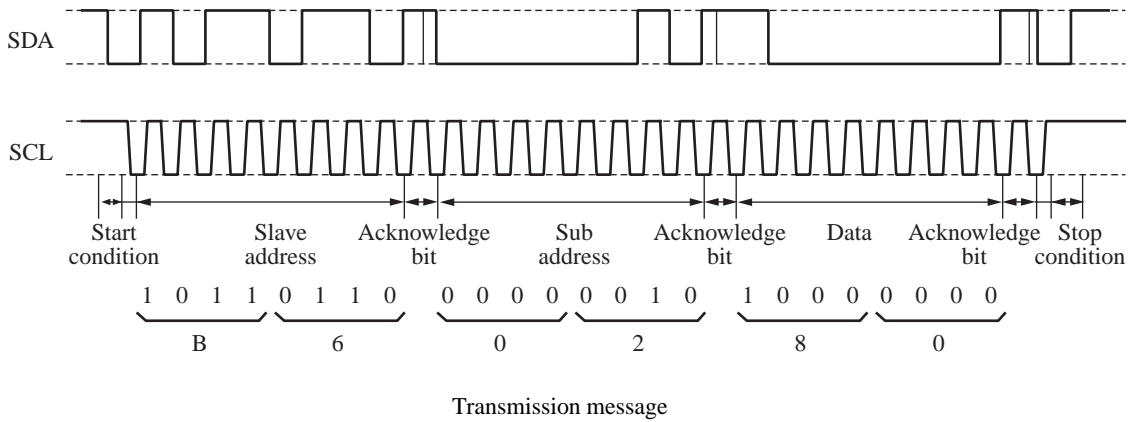 SDA
SCL
Start condition
Slave address
Acknowledge bit
Sub address
Acknowledge bit
Data
Acknowledge bit
Stop condition
1 0 1 1 0 1 1 0 0 0 0 0 0 0 1 0 1 0 0 0 0 0 0 0
B 6 0 2 8 0
Transmission message